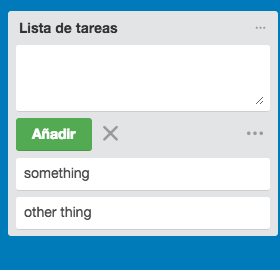 Lista de tareas
Añadir
something
other thing